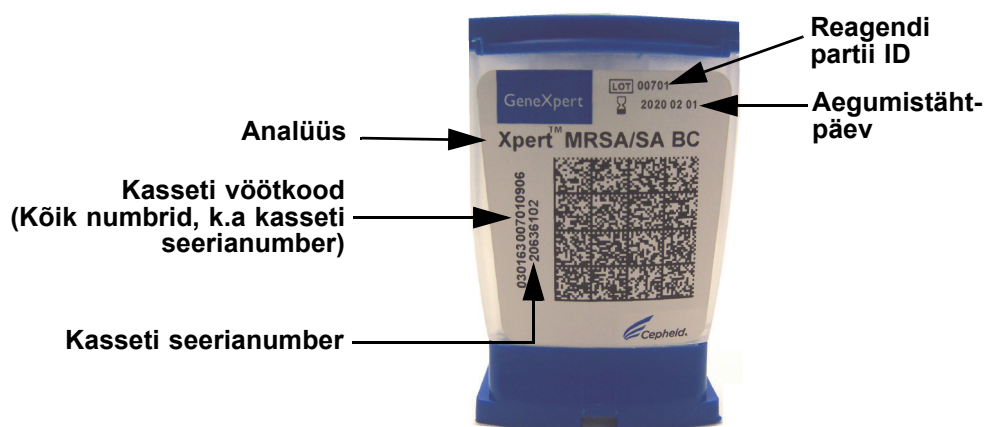 Reagendi
partii ID
Aegumistäht-
päev
Analüüs
Kasseti vöötkood
(Kõik numbrid, k.a kasseti
seerianumber)
Kasseti seerianumber
GeneXpert
LOT 00701
2020 02 01
Xpert™ MRSA/SA BC
030163007010906
20636102
Cepheid.